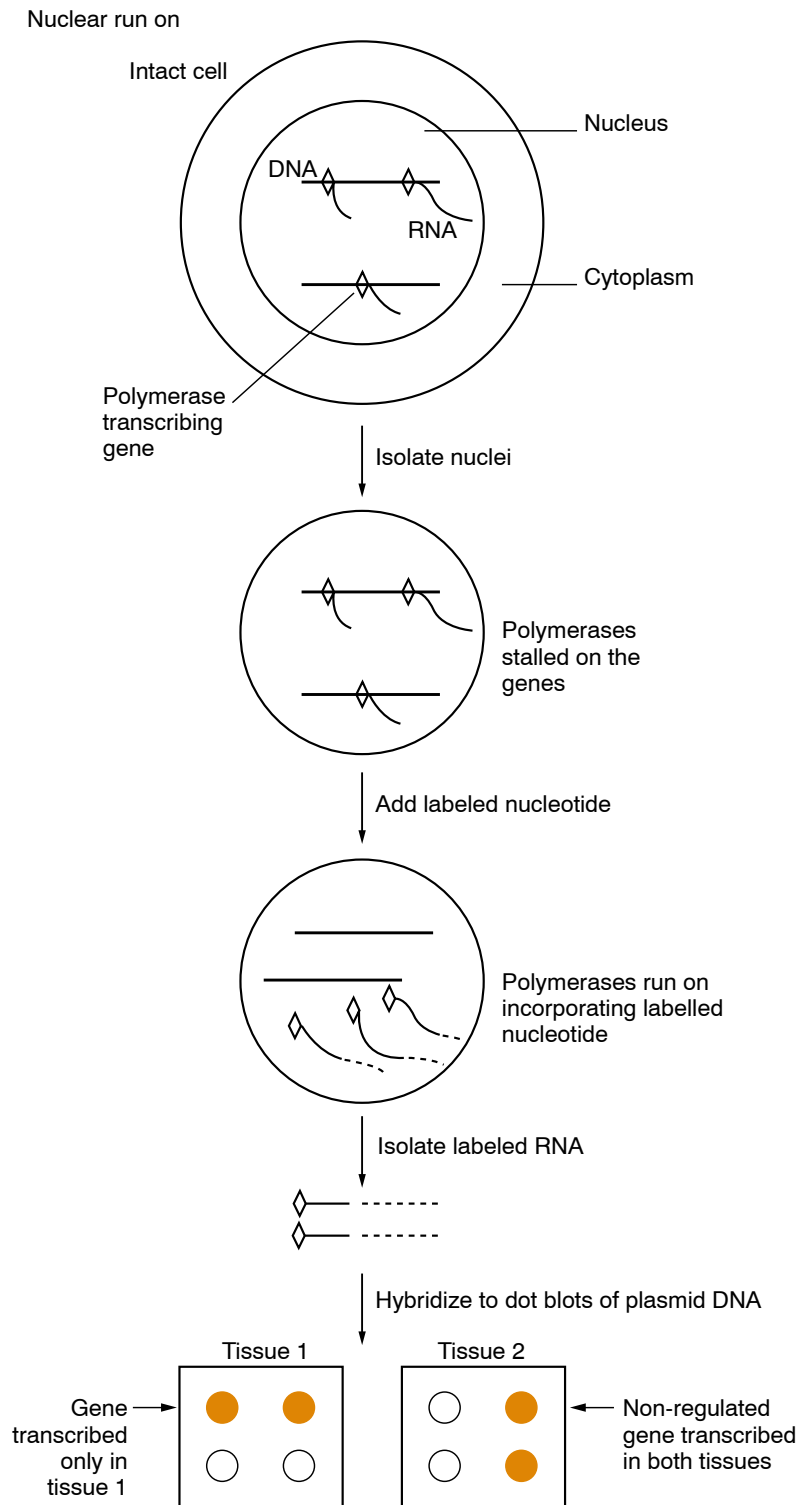 Nuclear run on
Intact cell
Nucleus
DNA
RNA
Cytoplasm
Polymerase
transcribing
gene
Isolate nuclei
Polymerases
stalled on the
genes
Add labeled nucleotide
Polymerases run on
incorporating labelled
nucleotide
Isolate labeled RNA
Hybridize to dot blots of plasmid DNA
Tissue 1
Tissue 2
Gene
transcribed
only in
tissue 1
Non-regulated
gene transcribed
in both tissues